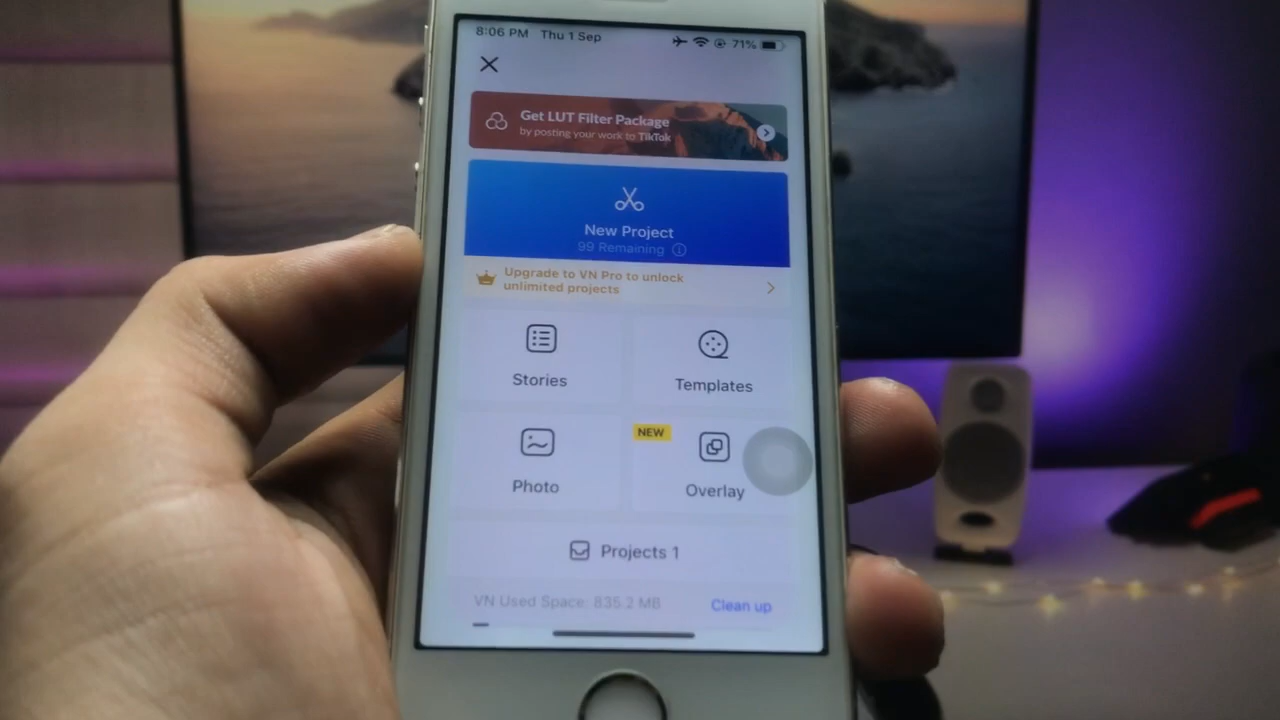 8:06 PM Thu 1 Sep 71%
Get LUT Filter Package
by posting your work to TikTok
New Project
99 Remaining
Upgrade to VN Pro to unlock
unlimited projects
Stories
Templates
NEW
Photo
Overlay
Projects 1
VN Used Space: 835.2 MB Clean up